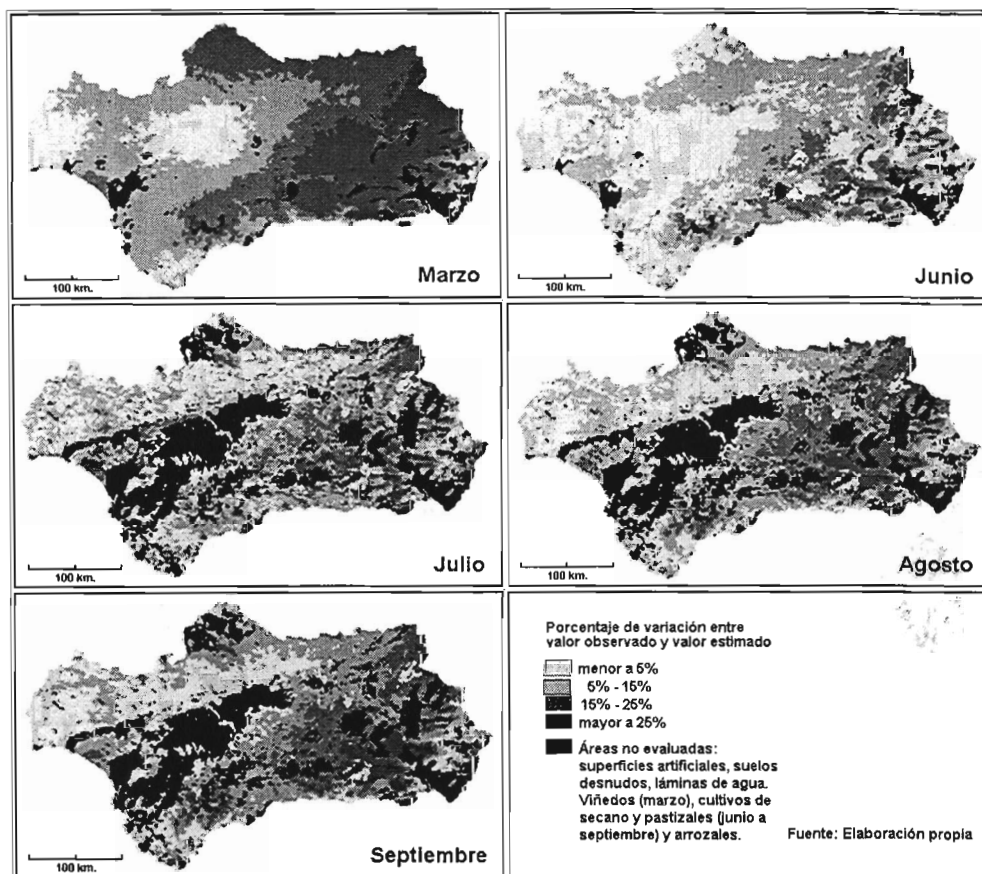 Marzo
100 km.
Junio
100 km.
Julio
100 km.
Agosto
100 km.
Septiembre
100 km.
Porcentaje de variación entre
valor observado y valor estimado
menor a 5%
5% - 15%
15% - 25%
mayor a 25%
Áreas no evaluadas:
superficies artificiales, suelos
desnudos, láminas de agua.
Viñedos (marzo), cultivos de
secano y pastizales (junio a
septiembre) y arrozales.
Fuente: Elaboración propia